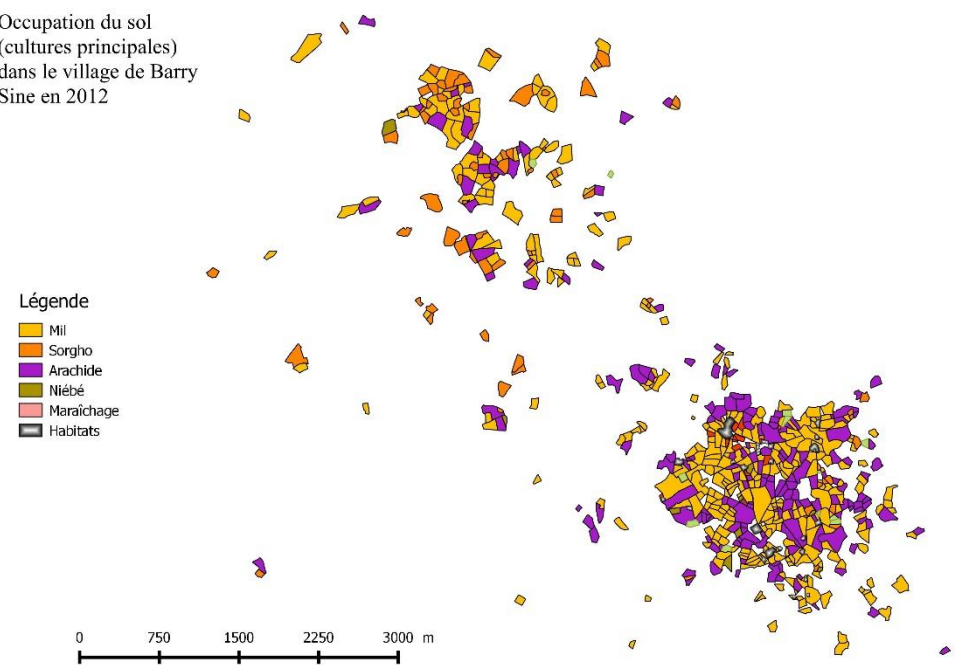 Occupation du sol
(cultures principales)
dans le village de Barry
Sine en 2012
Légende
Mil
Sorgho
Arachide
Niébé
Maraîchage
Habitats
0 750 1500 2250 3000 m